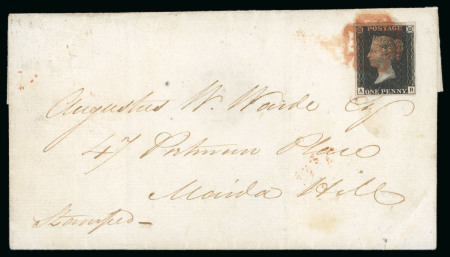 POSTAGE
A
ONE PENNY
Augustus W. Warde Esq
47 Portman Place
Maida Hill
Stamped